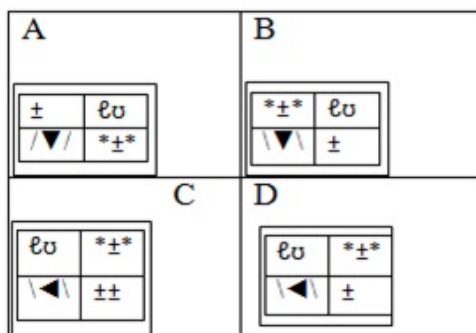 A B
± ℓʊ *±* ℓʊ
/▼/ *±* \▼\ ±
C D
ℓʊ *±* ℓʊ *±*
\◄\ ±± \◄\ ±